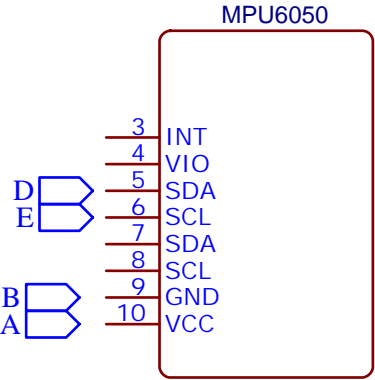 MPU6050
3 INT
4 VIO
D 5 SDA
E 6 SCL
7 SDA
8 SCL
B 9 GND
A 10 VCC